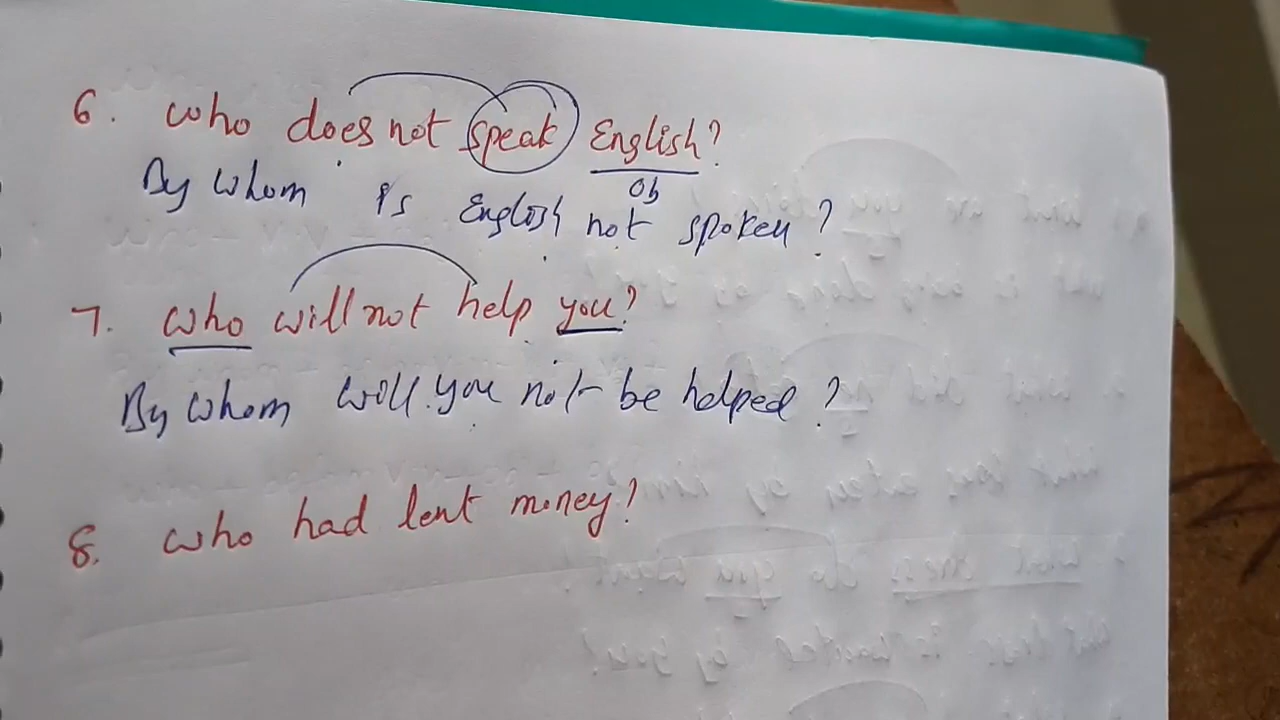 6. Who does not speak English?
Ob
By Whom is English not spoken?
7. Who will not help you?
By Whom will you not be helped?
8. Who had lent money?